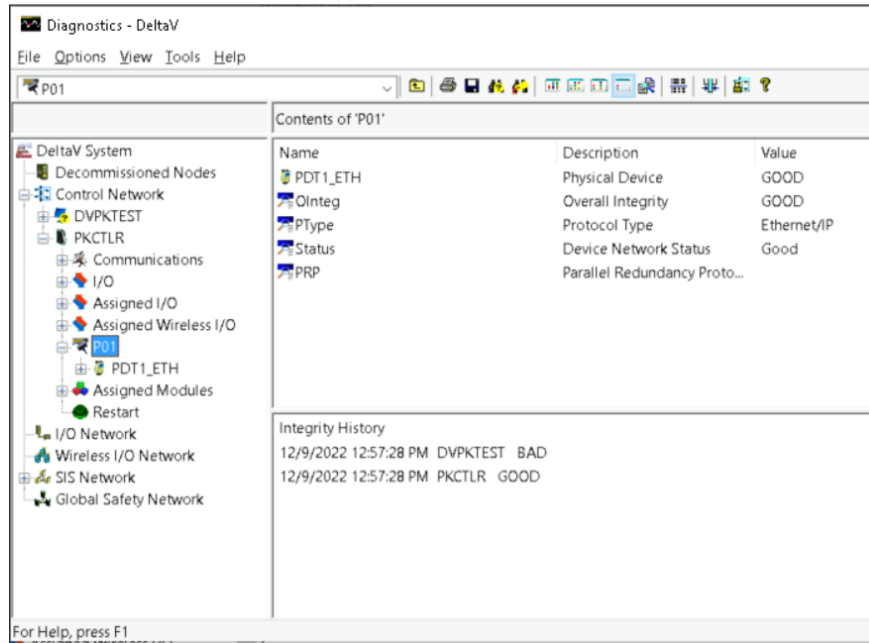 Diagnostics - DeltaV
File Options View Tools Help
P01
Contents of 'P01'
DeltaV System
Decommissioned Nodes
Control Network
DVPKTEST
PKCTLR
Communications
I/O
Assigned I/O
Assigned Wireless I/O
P01
PDT1_ETH
Assigned Modules
Restart
I/O Network
Wireless I/O Network
SIS Network
Global Safety Network
Name Description Value
PDT1_ETH Physical Device GOOD
OInteg Overall Integrity GOOD
PType Protocol Type Ethernet/IP
Status Device Network Status Good
PRP Parallel Redundancy Proto...
Integrity History
12/9/2022 12:57:28 PM DVPKTEST BAD
12/9/2022 12:57:28 PM PKCTLR GOOD
For Help, press F1